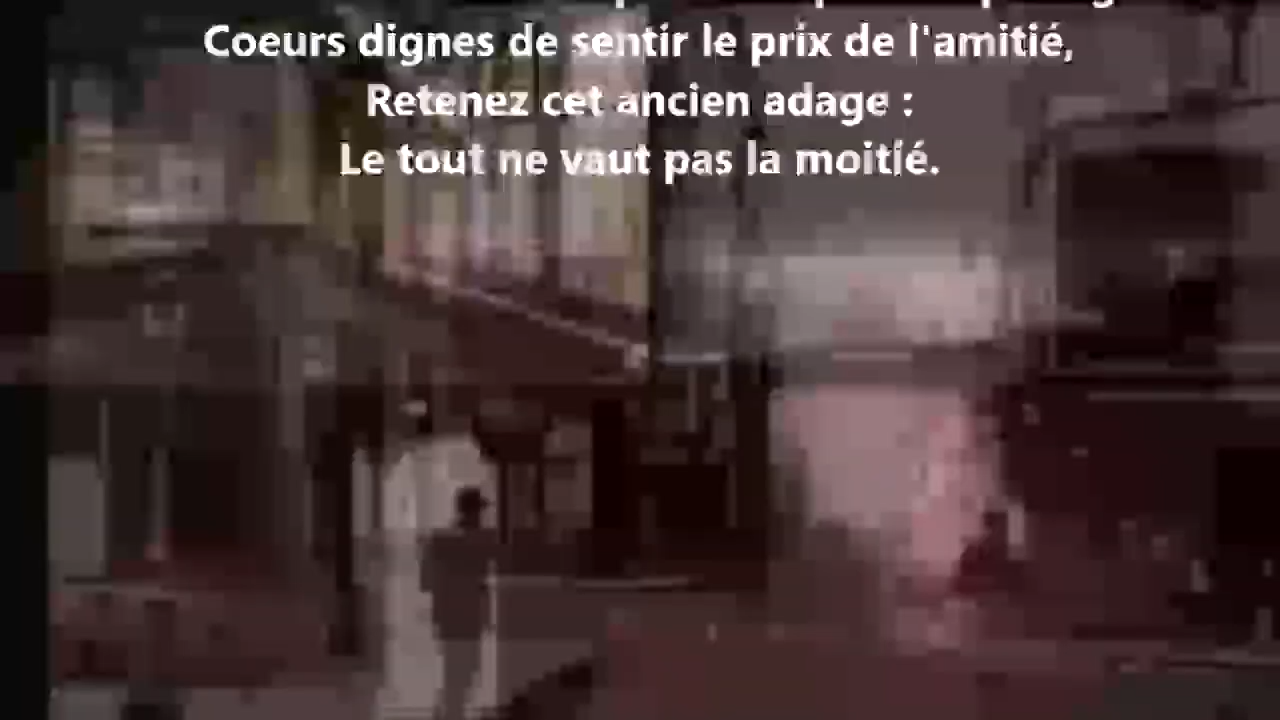 Coeurs dignes de sentir le prix de l'amitié,
Retenez cet ancien adage :
Le tout ne vaut pas la moitié.